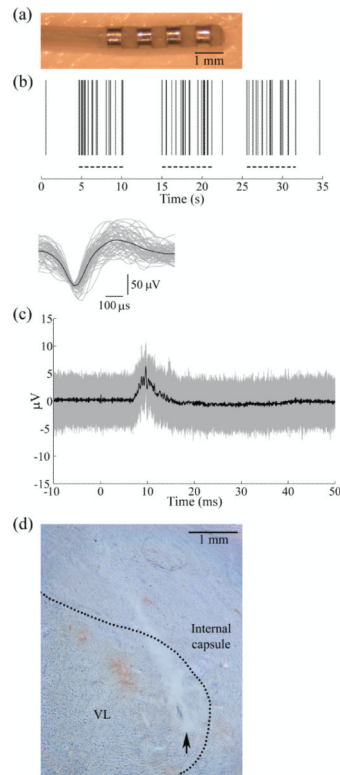 (a)
1 mm
(b)
0 5 10 15 20 25 30 35
Time (s)
50 µV
100 µs
(c)
15
10
5
0
-5
-10
-15
µV
-10 0 10 20 30 40 50
Time (ms)
(d)
1 mm
Internal
capsule
VL